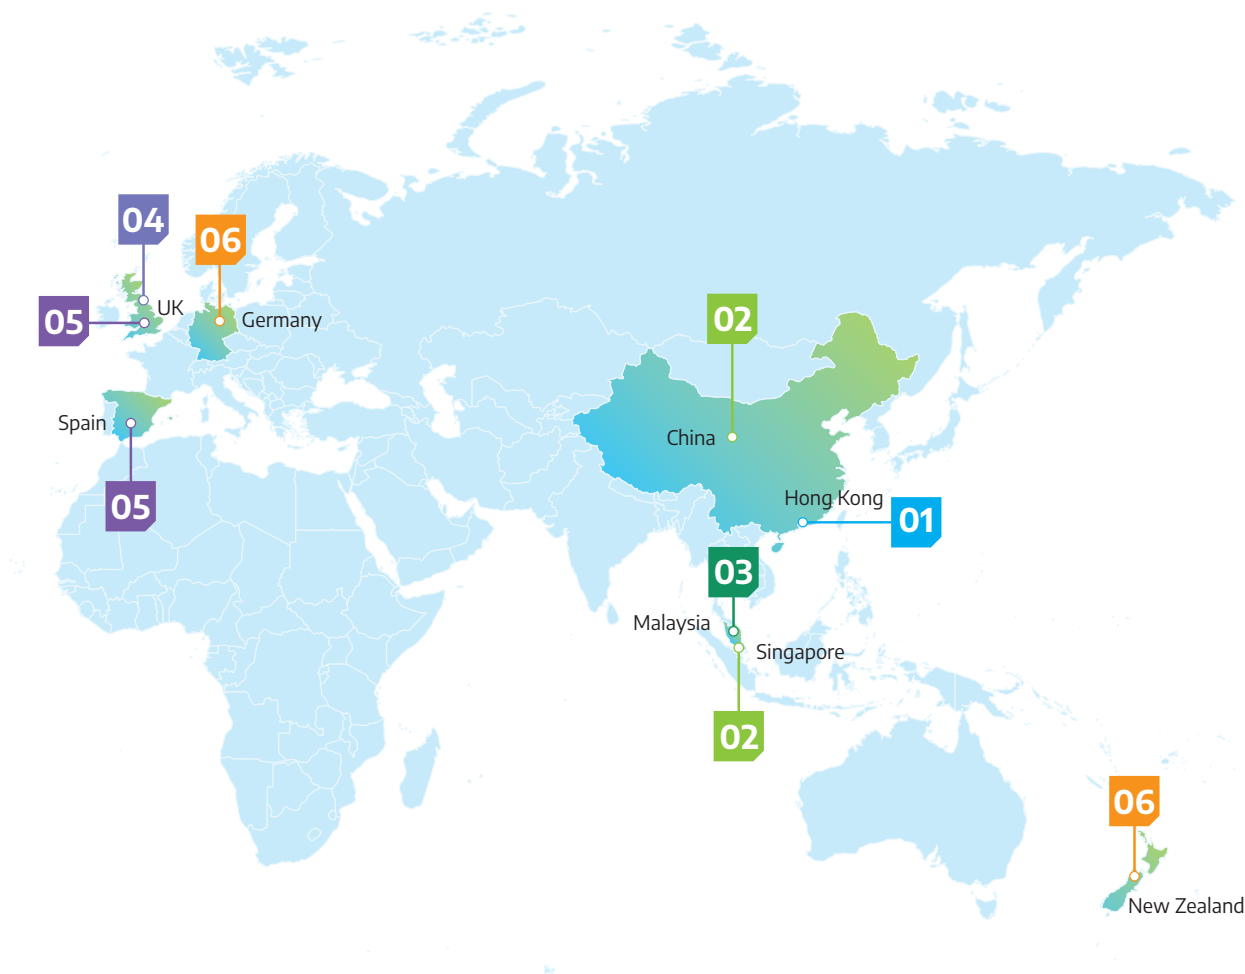 04
06
UK
05
Germany
02
Spain
China
05
Hong Kong
01
03
Malaysia
Singapore
02
06
New Zealand